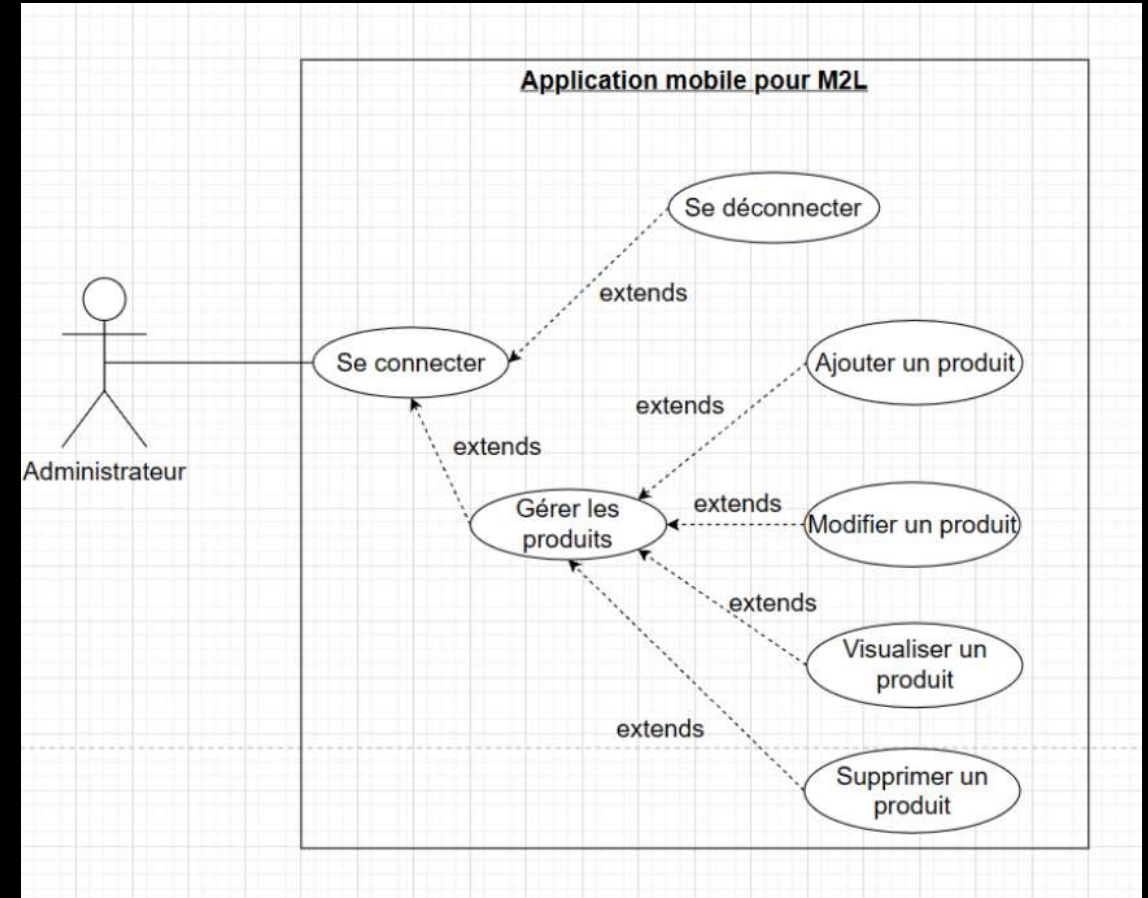 Application mobile pour M2L
Se déconnecter
extends
Se connecter
Ajouter un produit
extends
extends
Administrateur
Gérer les
produits
extends
Modifier un produit
extends
Visualiser un
produit
extends
Supprimer un
produit